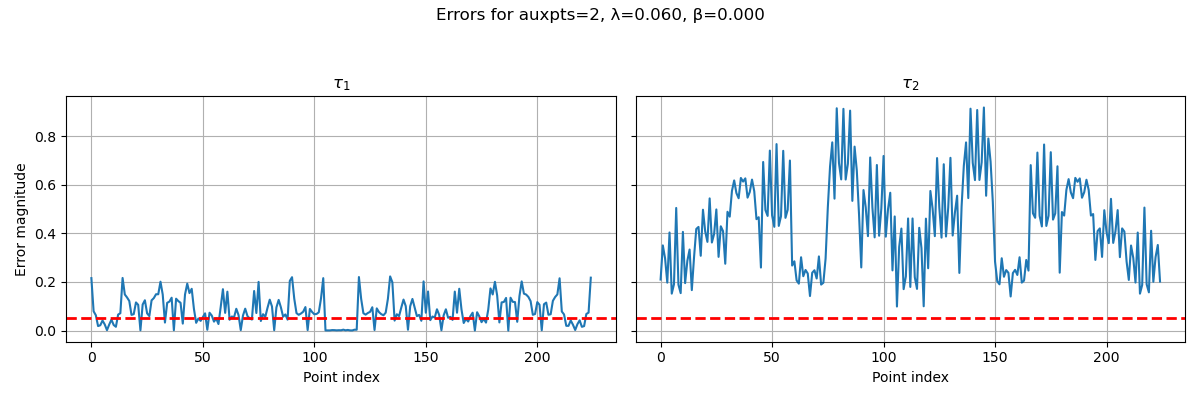 Errors for auxpts=2, λ=0.060, β=0.000
τ1
τ2
Error magnitude
0.8
0.6
0.4
0.2
0.0
0 50 100 150 200
0 50 100 150 200
Point index
Point index